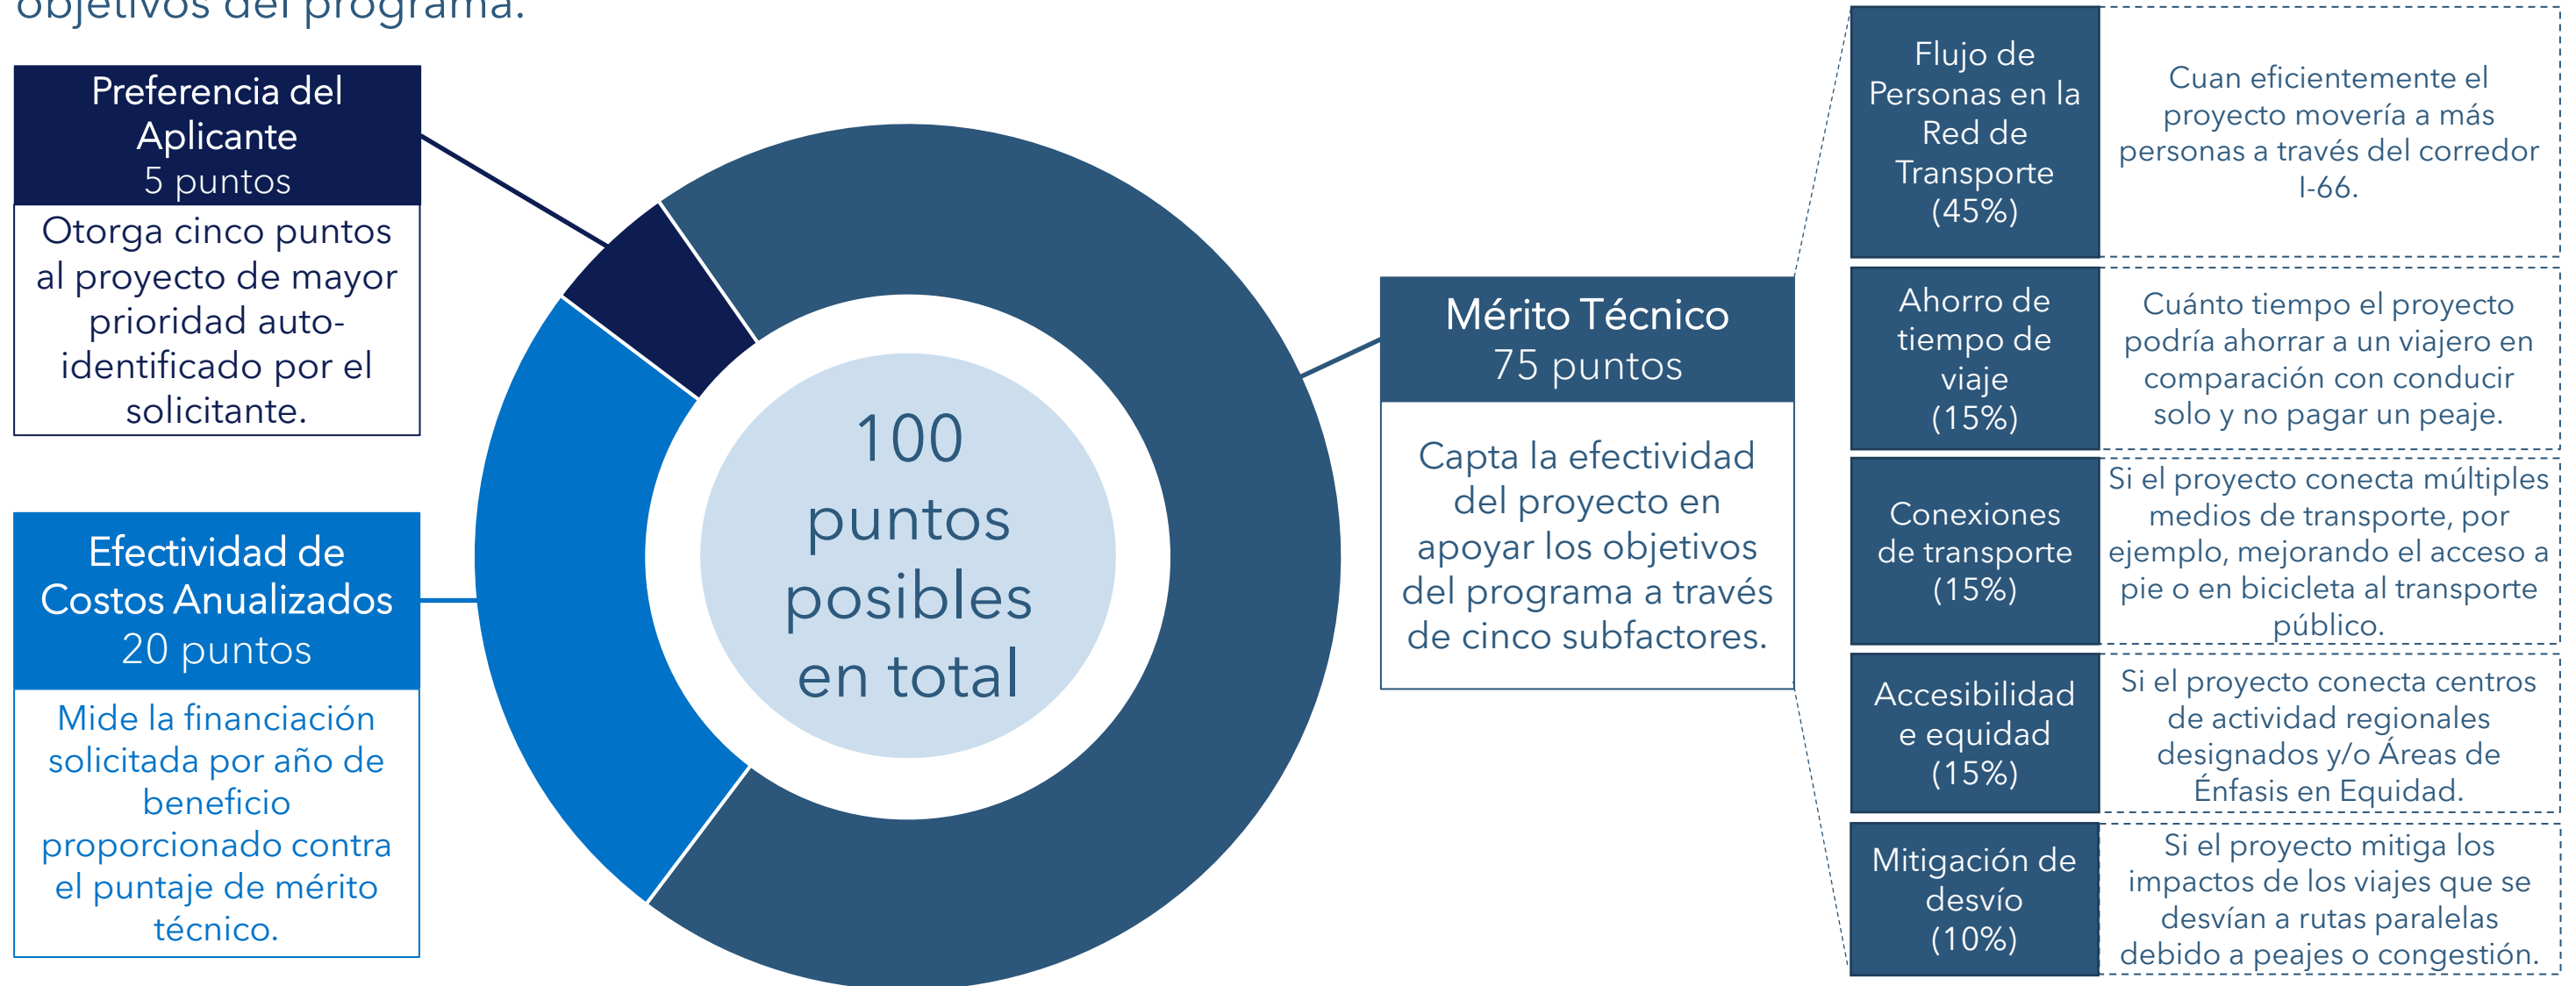 objetivos del programa.
Preferencia del
Aplicante
5 puntos
Otorga cinco puntos
al proyecto de mayor
prioridad auto-
identificado por el
solicitante.
Efectividad de
Costos Anualizados
20 puntos
Mide la financiación
solicitada por año de
beneficio
proporcionado contra
el puntaje de mérito
técnico.
100
puntos
posibles
en total
Mérito Técnico
75 puntos
Capta la efectividad
del proyecto en
apoyar los objetivos
del programa a través
de cinco subfactores.
Flujo de
Personas en la
Red de
Transporte
(45%)
Cuan eficientemente el
proyecto movería a más
personas a través del corredor
I-66.
Ahorro de
tiempo de
viaje
(15%)
Cuánto tiempo el proyecto
podría ahorrar a un viajero en
comparación con conducir
solo y no pagar un peaje.
Conexiones
de transporte
(15%)
Si el proyecto conecta múltiples
medios de transporte, por
ejemplo, mejorando el acceso a
pie o en bicicleta al transporte
público.
Accesibilidad
e equidad
(15%)
Si el proyecto conecta centros
de actividad regionales
designados y/o Áreas de
Énfasis en Equidad.
Mitigación de
desvío
(10%)
Si el proyecto mitiga los
impactos de los viajes que se
desvían a rutas paralelas
debido a peajes o congestión.